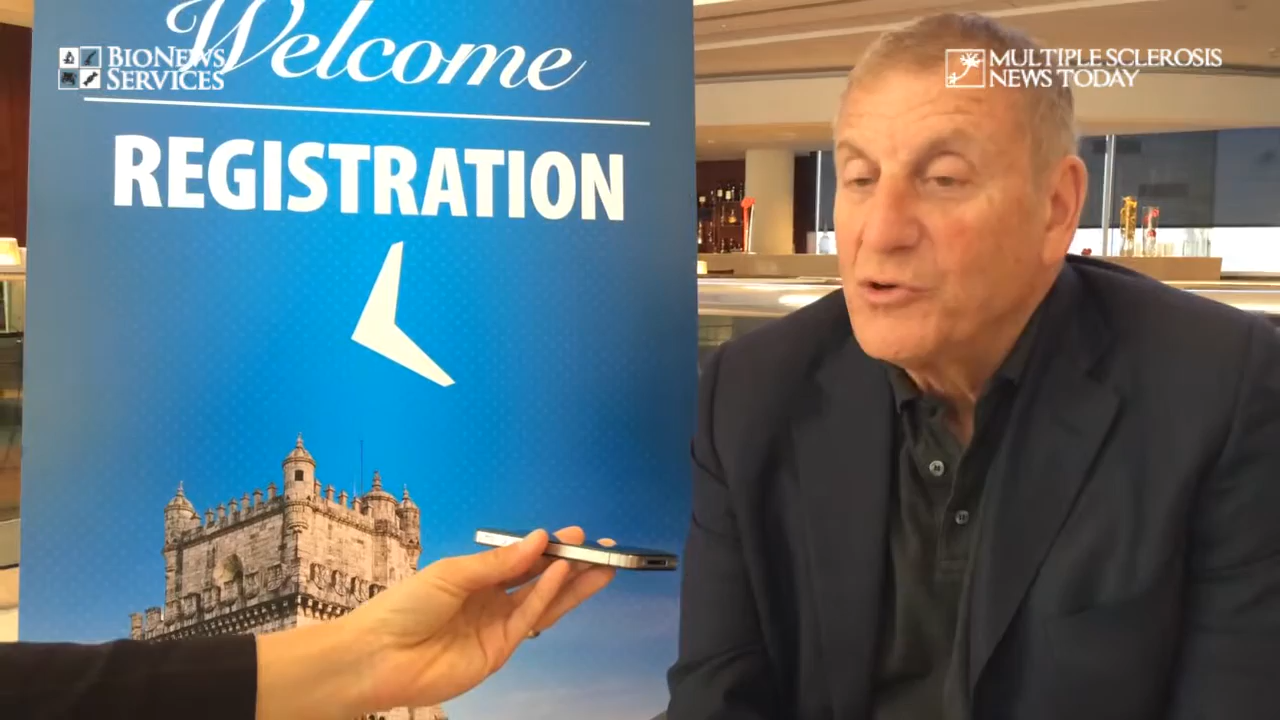 Welcome
REGISTRATION
BIONEWS
SERVICES
MULTIPLE SCLEROSIS
NEWS TODAY